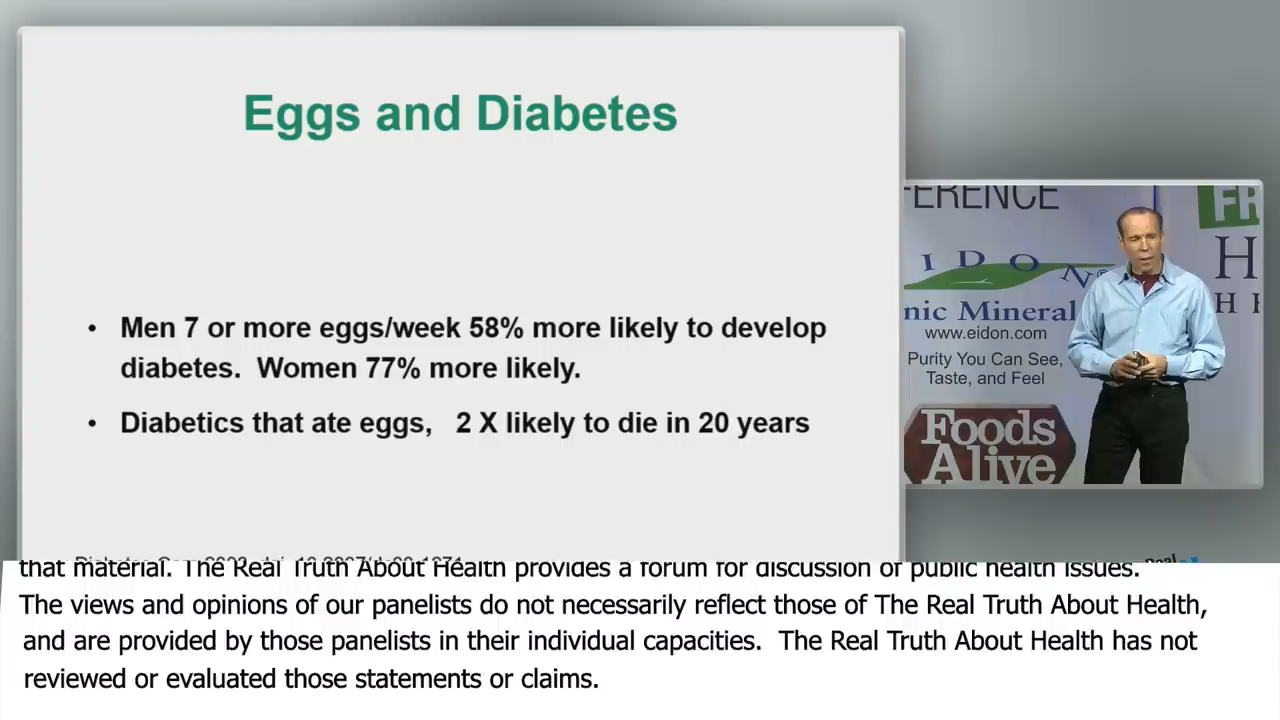 Eggs and Diabetes
• Men 7 or more eggs/week 58% more likely to develop
diabetes. Women 77% more likely.
• Diabetics that ate eggs, 2 X likely to die in 20 years
FERENCE
EIDON
nic Mineral
www.eidon.com
Purity You Can See,
Taste, and Feel
Foods
Alive
FR
H
H
that material. The Real Truth About Health provides a forum for discussion of public health issues.
The views and opinions of our panelists do not necessarily reflect those of The Real Truth About Health,
and are provided by those panelists in their individual capacities. The Real Truth About Health has not
reviewed or evaluated those statements or claims.